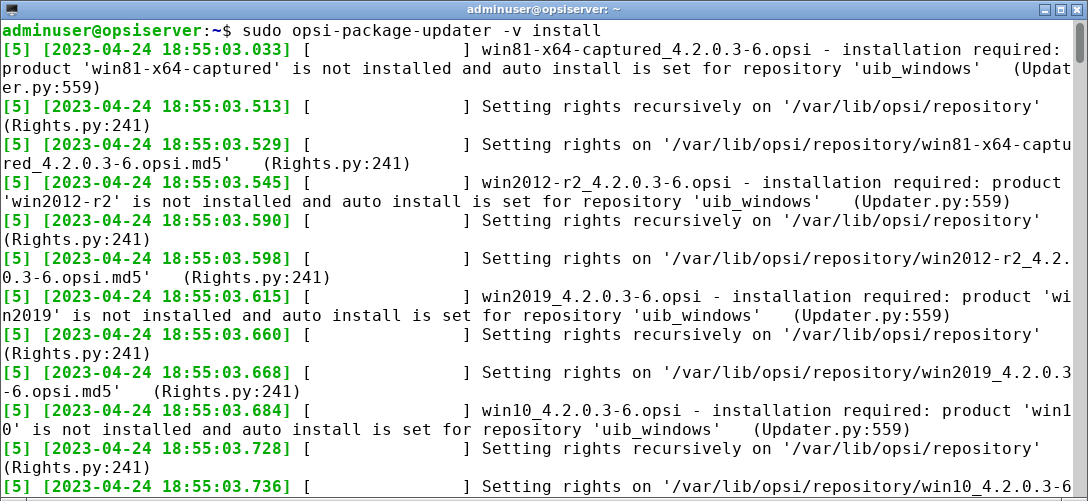 adminuser@opsiserver: ~
adminuser@opsiserver:~$ sudo opsi-package-updater -v install
[5] [2023-04-24 18:55:03.033] [               ] win81-x64-captured_4.2.0.3-6.opsi - installation required:
product 'win81-x64-captured' is not installed and auto install is set for repository 'uib_windows'   (Updat
er.py:559)
[5] [2023-04-24 18:55:03.513] [               ] Setting rights recursively on '/var/lib/opsi/repository'
(Rights.py:241)
[5] [2023-04-24 18:55:03.529] [               ] Setting rights on '/var/lib/opsi/repository/win81-x64-captu
red_4.2.0.3-6.opsi.md5'   (Rights.py:241)
[5] [2023-04-24 18:55:03.545] [               ] win2012-r2_4.2.0.3-6.opsi - installation required: product
'win2012-r2' is not installed and auto install is set for repository 'uib_windows'   (Updater.py:559)
[5] [2023-04-24 18:55:03.590] [               ] Setting rights recursively on '/var/lib/opsi/repository'
(Rights.py:241)
[5] [2023-04-24 18:55:03.598] [               ] Setting rights on '/var/lib/opsi/repository/win2012-r2_4.2.
0.3-6.opsi.md5'   (Rights.py:241)
[5] [2023-04-24 18:55:03.615] [               ] win2019_4.2.0.3-6.opsi - installation required: product 'wi
n2019' is not installed and auto install is set for repository 'uib_windows'   (Updater.py:559)
[5] [2023-04-24 18:55:03.660] [               ] Setting rights recursively on '/var/lib/opsi/repository'
(Rights.py:241)
[5] [2023-04-24 18:55:03.668] [               ] Setting rights on '/var/lib/opsi/repository/win2019_4.2.0.3
-6.opsi.md5'   (Rights.py:241)
[5] [2023-04-24 18:55:03.684] [               ] win10_4.2.0.3-6.opsi - installation required: product 'win1
0' is not installed and auto install is set for repository 'uib_windows'   (Updater.py:559)
[5] [2023-04-24 18:55:03.728] [               ] Setting rights recursively on '/var/lib/opsi/repository'
(Rights.py:241)
[5] [2023-04-24 18:55:03.736] [               ] Setting rights on '/var/lib/opsi/repository/win10_4.2.0.3-6